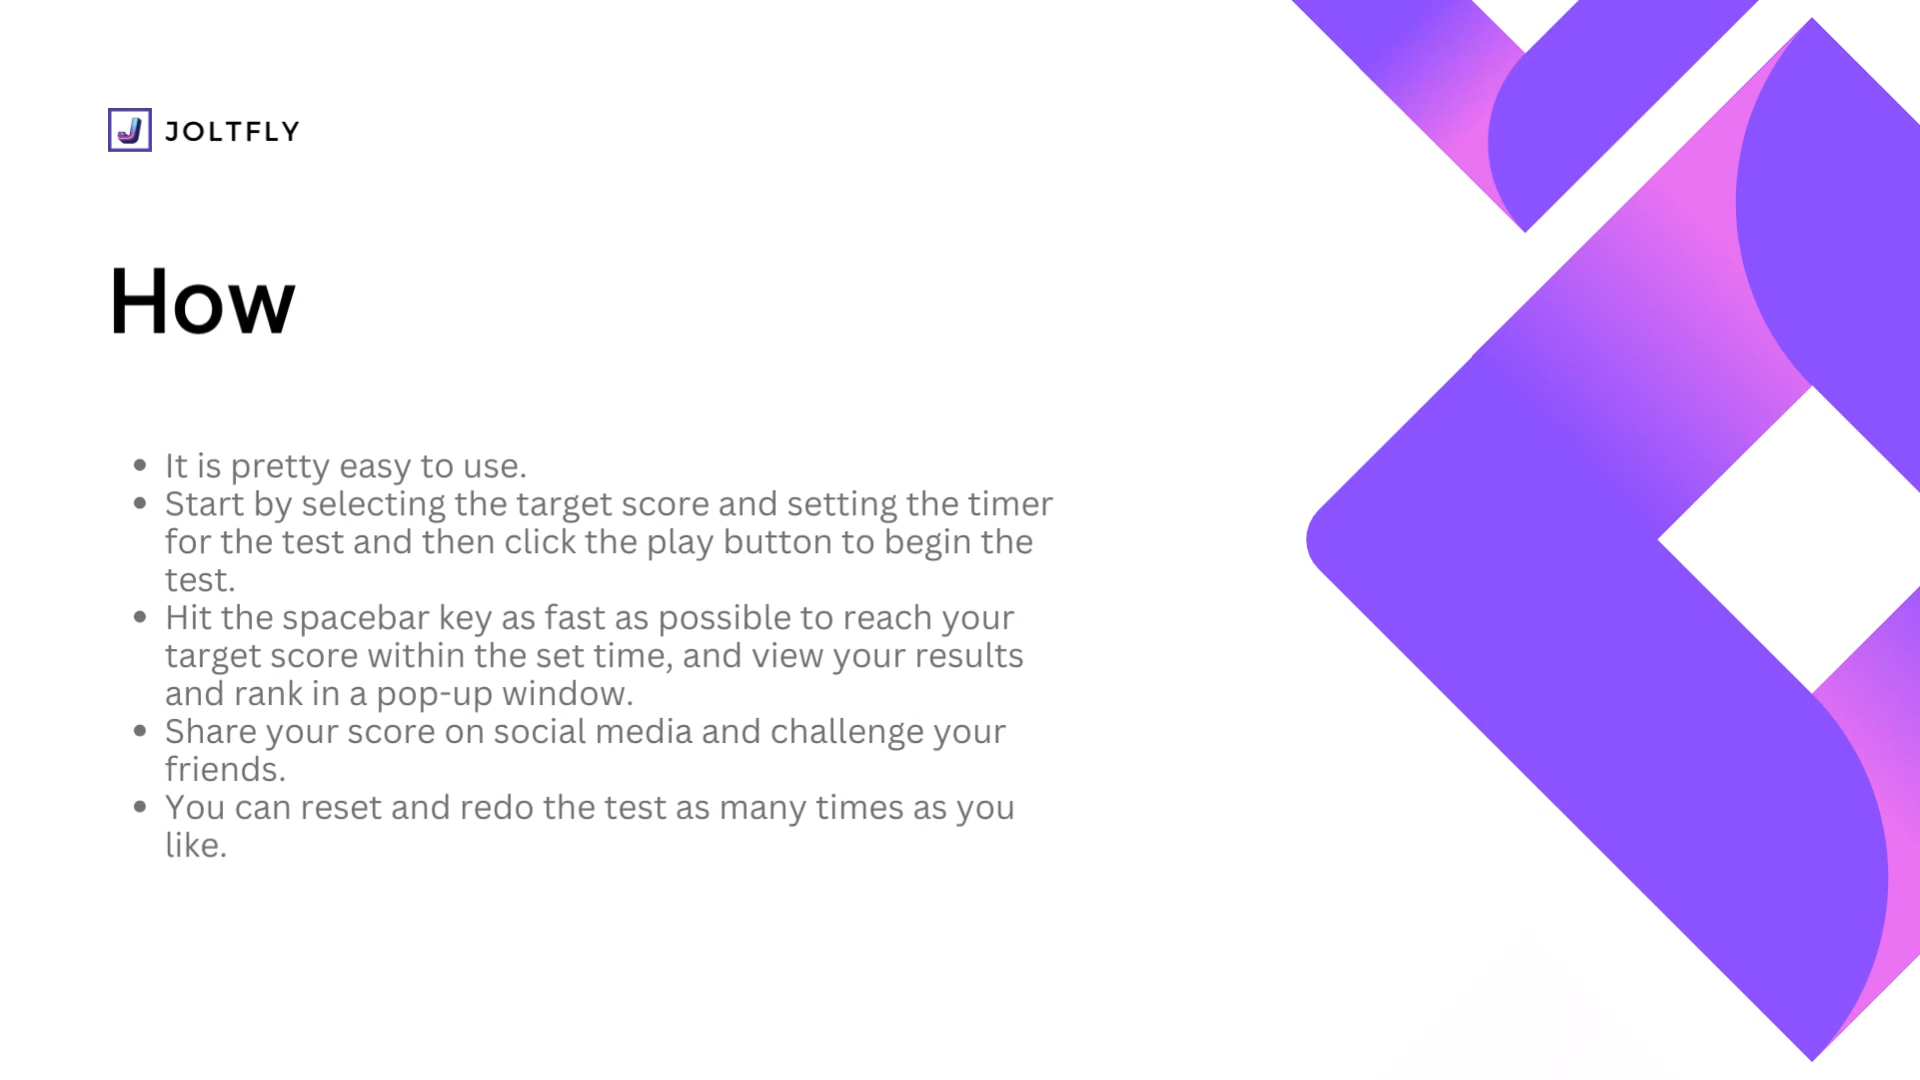 J JOLTFLY
How
• It is pretty easy to use.
• Start by selecting the target score and setting the timer
for the test and then click the play button to begin the
test.
• Hit the spacebar key as fast as possible to reach your
target score within the set time, and view your results
and rank in a pop-up window.
• Share your score on social media and challenge your
friends.
• You can reset and redo the test as many times as you
like.